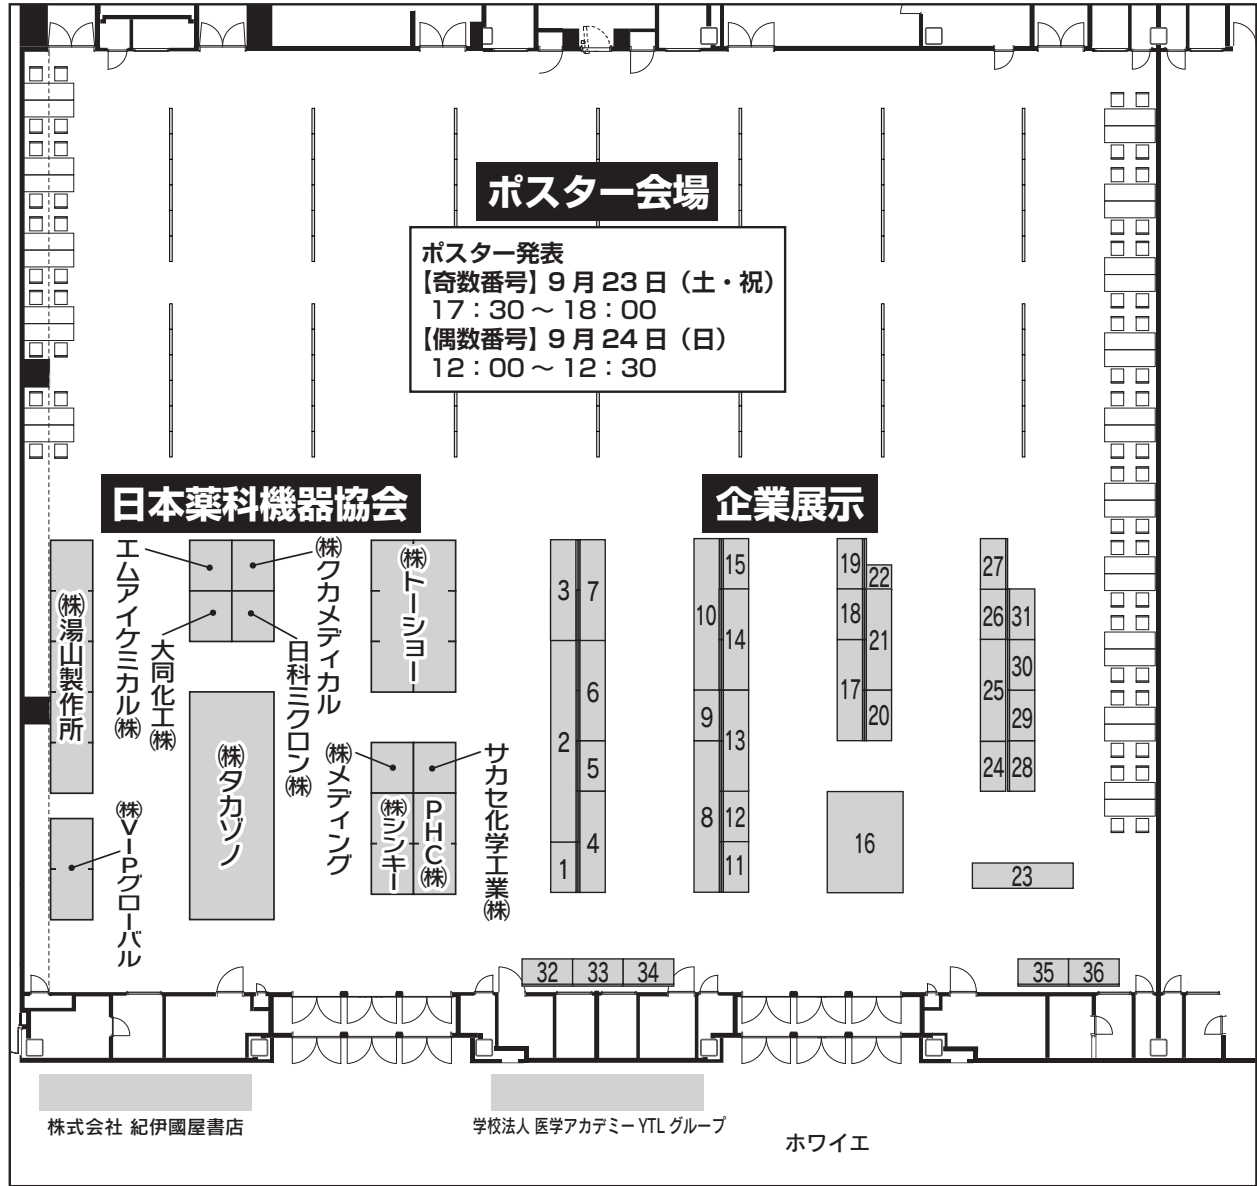 ポスター会場
ポスター発表
【奇数番号】9月23日（土・祝）
17：30～18：00
【偶数番号】9月24日（日）
12：00～12：30
日本薬科機器協会
企業展示
㈱湯山製作所
エムアイケミカル㈱
大同化工㈱
㈱クカメディカル
日科ミクロン㈱
㈱トーショー
㈱タカゾノ
㈱VIPグローバル
㈱メディング
㈱シンキー
PHC㈱
サカセ化学工業㈱
3
7
2
6
5
1
4
10
15
14
9
13
8
12
11
19
22
18
21
17
20
16
27
26
31
25
30
29
24
28
23
32
33
34
35
36
株式会社 紀伊國屋書店
学校法人 医学アカデミー YTL グループ
ホワイエ